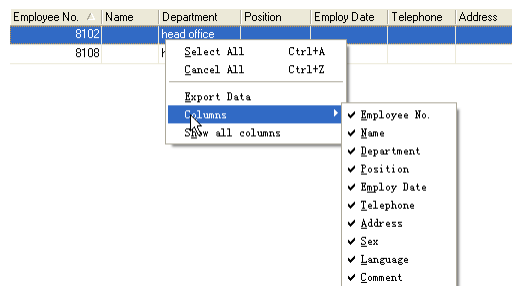 Employee No. Name Department Position Employ Date Telephone Address
8102 head office
8108
Select All Ctrl+A
Cancel All Ctrl+Z
Export Data
Columns
Show all columns
Employee No.
Name
Department
Position
Employ Date
Telephone
Address
Sex
Language
Comment